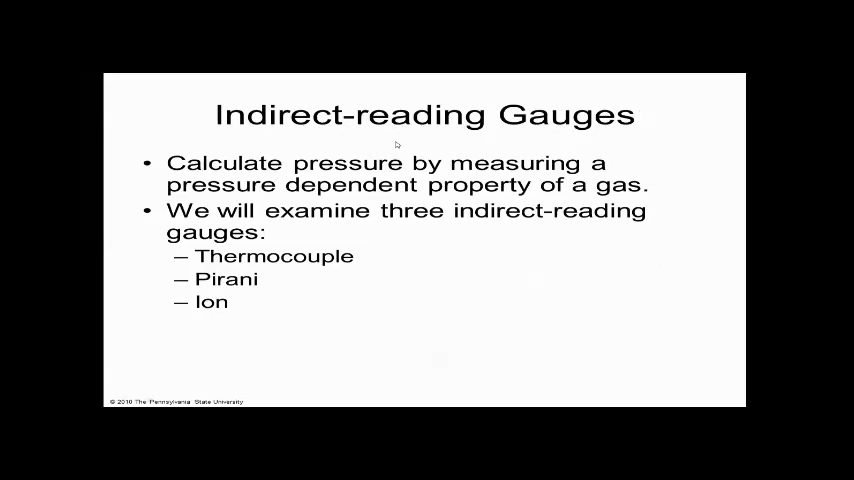 Indirect-reading Gauges
• Calculate pressure by measuring a
pressure dependent property of a gas.
• We will examine three indirect-reading
gauges:
– Thermocouple
– Pirani
– Ion
© 2010 The Pennsylvania State University